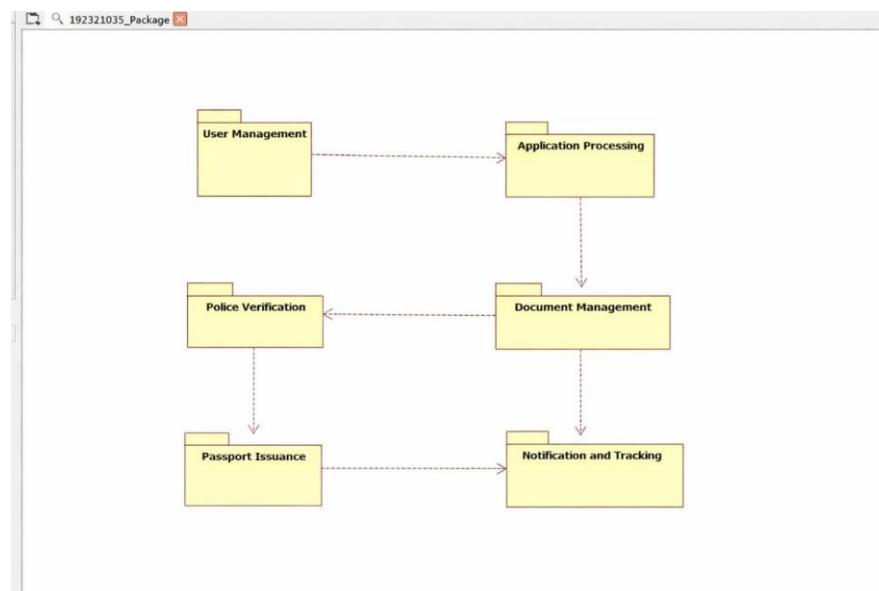 192321035_Package
User Management
Application Processing
Police Verification
Document Management
Passport Issuance
Notification and Tracking